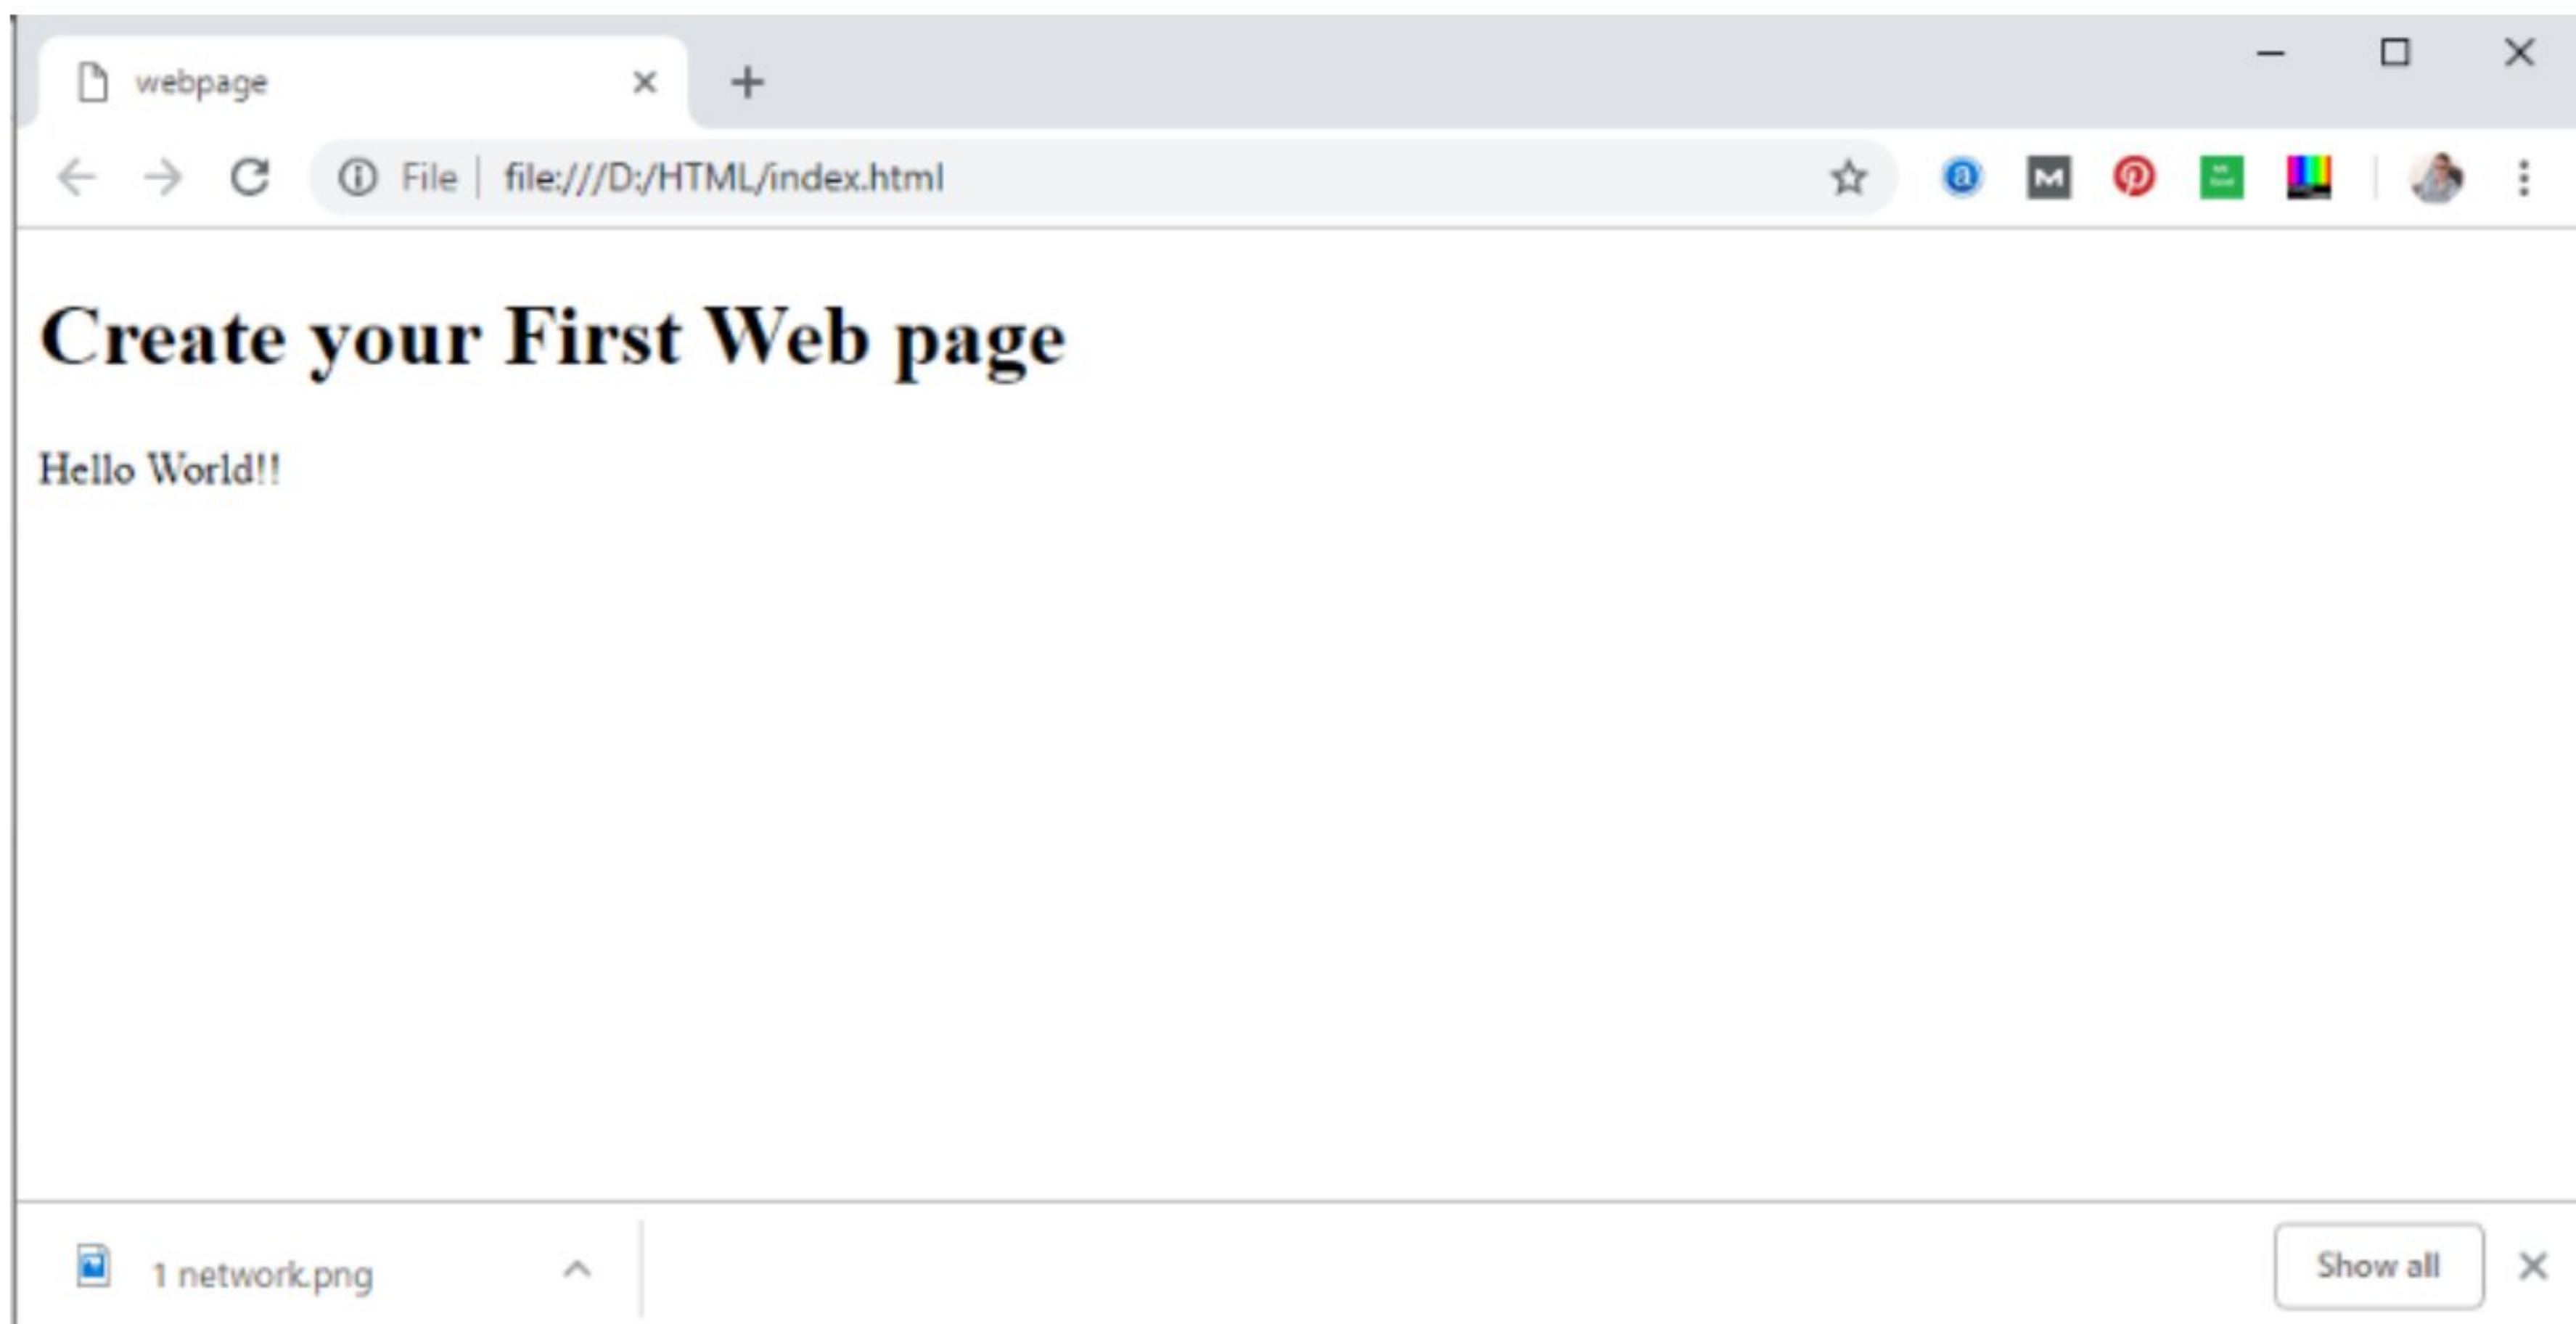 webpage
File file:///D:/HTML/index.html
Create your First Web page
Hello World!!
1 network.png
Show all